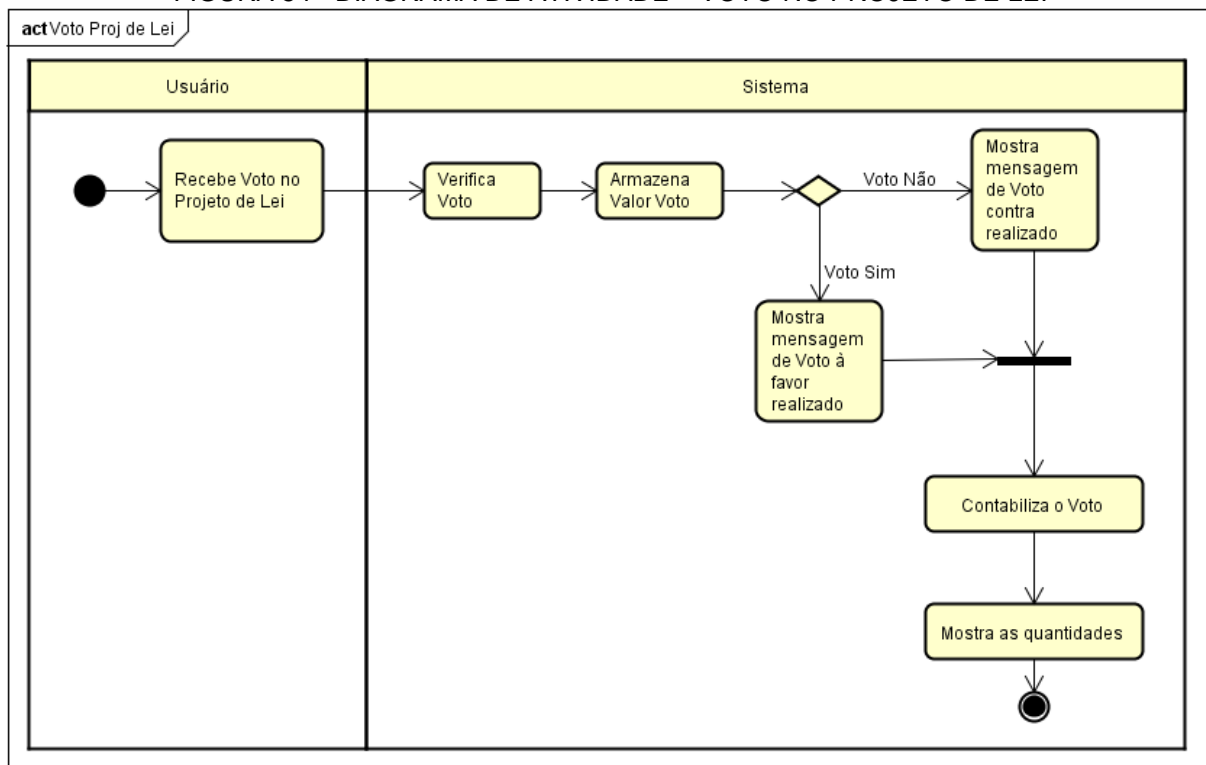 act Voto Proj de Lei
Usuário
Sistema
Recebe Voto no
Projeto de Lei
Verifica
Voto
Armazena
Valor Voto
Voto Não
Mostra
mensagem
de Voto
contra
realizado
Voto Sim
Mostra
mensagem
de Voto à
favor
realizado
Contabiliza o Voto
Mostra as quantidades